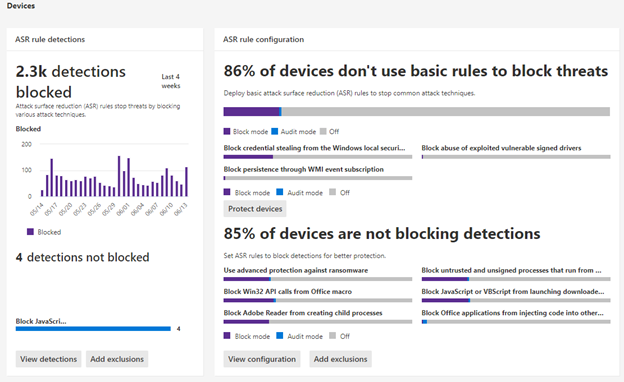 Devices
ASR rule detections
2.3k detections
blocked
Last 4
weeks
Attack surface reduction (ASR) rules stop threats by blocking
various attack techniques.
Blocked
200
100
0
05/14
05/17
05/20
05/23
05/26
05/29
06/01
06/04
06/07
06/10
06/13
Blocked
4 detections not blocked
Block JavaScri...
4
View detections
Add exclusions
ASR rule configuration
86% of devices don't use basic rules to block threats
Deploy basic attack surface reduction (ASR) rules to stop common attack techniques.
Block mode Audit mode Off
Block credential stealing from the Windows local securi...
Block abuse of exploited vulnerable signed drivers
Block persistence through WMI event subscription
Block mode Audit mode Off
Protect devices
85% of devices are not blocking detections
Set ASR rules to block detections for better protection.
Use advanced protection against ransomware
Block untrusted and unsigned processes that run from ...
Block Win32 API calls from Office macro
Block JavaScript or VBScript from launching downloade...
Block Adobe Reader from creating child processes
Block Office applications from injecting code into other...
Block mode Audit mode Off
View configuration
Add exclusions